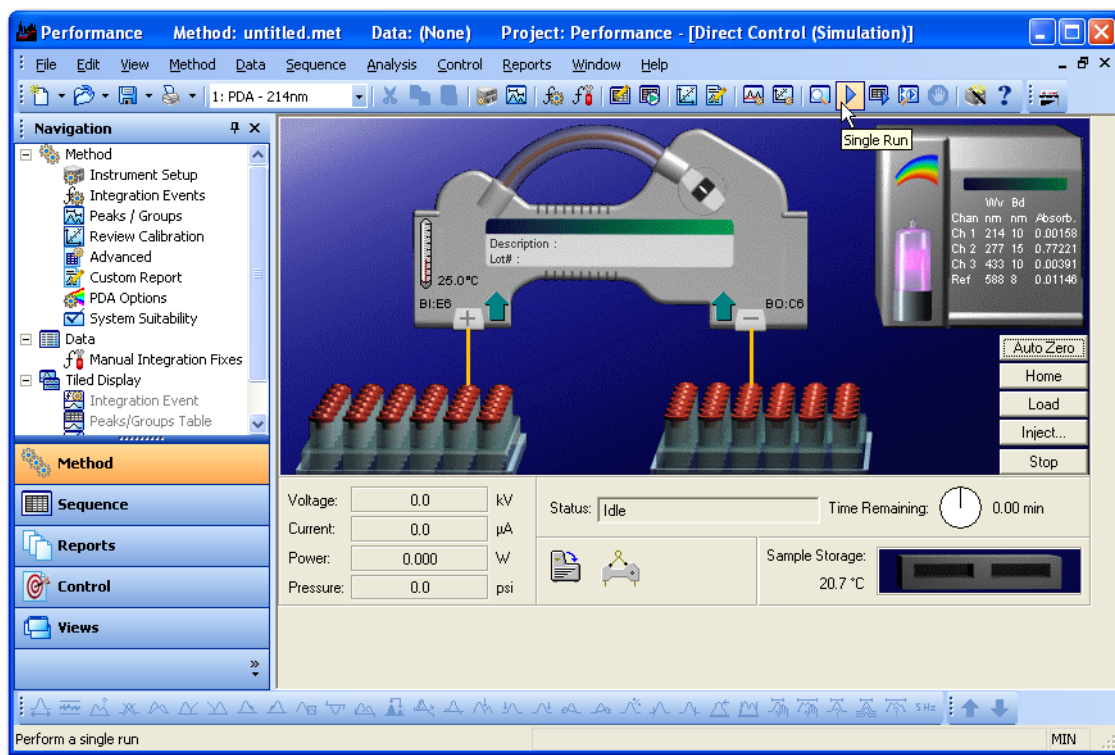 Performance Method: untitled.met Data: (None) Project: Performance - [Direct Control (Simulation)]
File Edit View Method Data Sequence Analysis Control Reports Window Help
1: PDA - 214nm
Single Run
Navigation
Method
Instrument Setup
Integration Events
Peaks / Groups
Review Calibration
Advanced
Custom Report
PDA Options
System Suitability
Data
Manual Integration Fixes
Tiled Display
Integration Event
Peaks/Groups Table
Method
Sequence
Reports
Control
Views
Description :
Lot# :
25.0°C
BI:E6
BO:C6
+
−
Wv Bd
Chan nm nm Absorb.
Ch 1 214 10 0.00158
Ch 2 277 15 0.77221
Ch 3 433 10 0.00391
Ref 588 8 0.01146
Auto Zero
Home
Load
Inject...
Stop
Voltage: 0.0 kV
Current: 0.0 µA
Power: 0.000 W
Pressure: 0.0 psi
Status: Idle
Time Remaining: 0.00 min
Sample Storage:
20.7 °C
5 Hz
Perform a single run
MIN